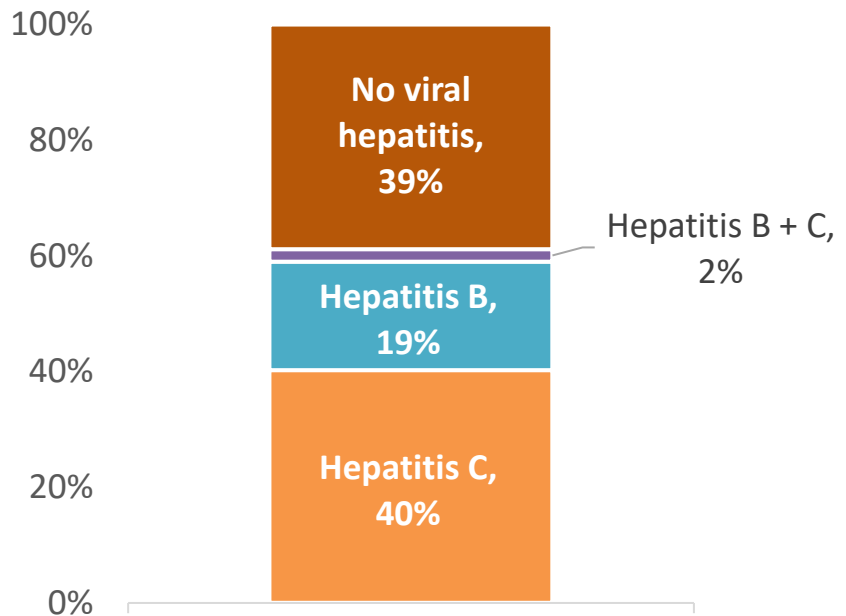 100%
80%
60%
40%
20%
0%
No viral
hepatitis,
39%
Hepatitis B + C,
2%
Hepatitis B,
19%
Hepatitis C,
40%